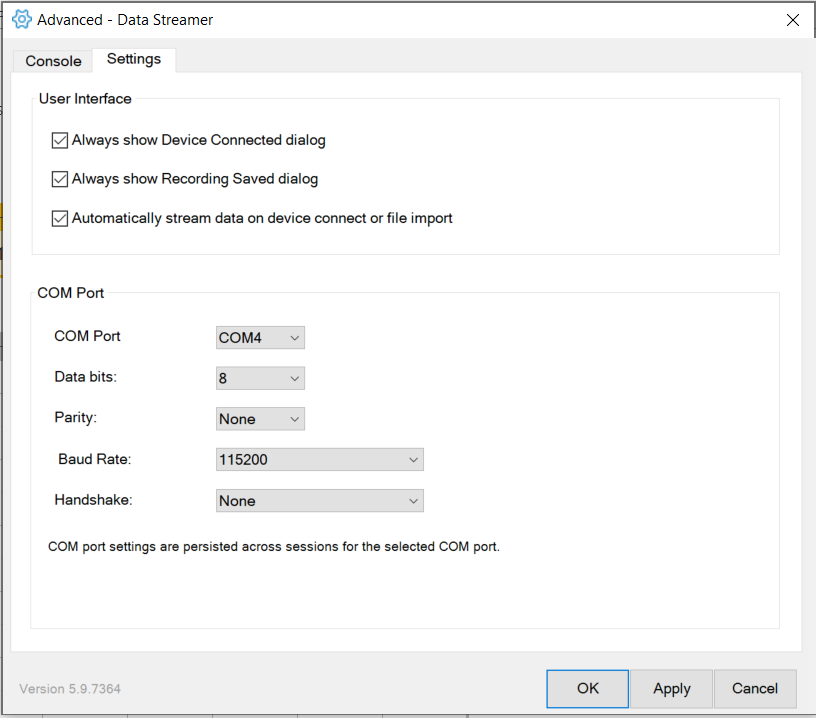 Advanced - Data Streamer
Console
Settings
User Interface
Always show Device Connected dialog
Always show Recording Saved dialog
Automatically stream data on device connect or file import
COM Port
COM Port
COM4
Data bits:
8
Parity:
None
Baud Rate:
115200
Handshake:
None
COM port settings are persisted across sessions for the selected COM port.
Version 5.9.7364
OK
Apply
Cancel